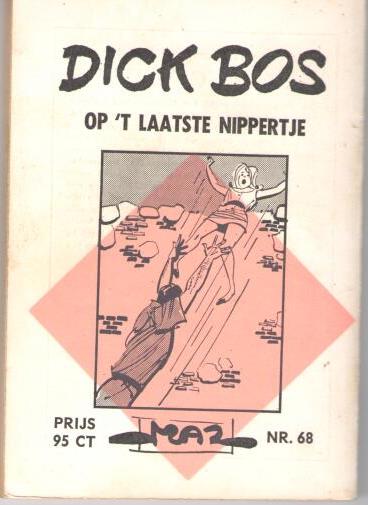 DICK BOS
OP 'T LAATSTE NIPPERTJE
PRIJS
95 CT
MAZ
NR. 68